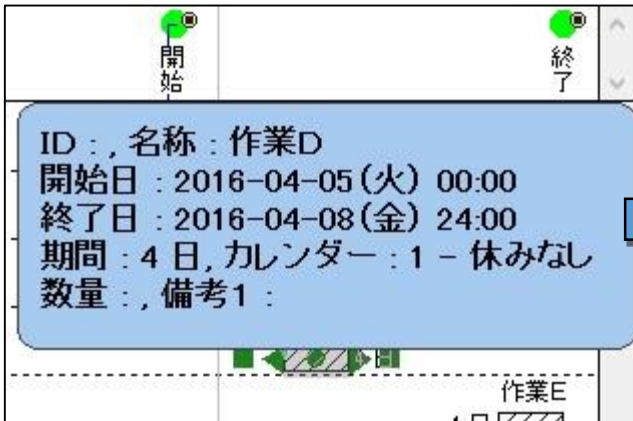 開始
終了
ID : , 名称 : 作業D
開始日 : 2016-04-05(火) 00:00
終了日 : 2016-04-08(金) 24:00
期間 : 4 日, カレンダー : 1 - 休みなし
数量 : , 備考1 :
作業E